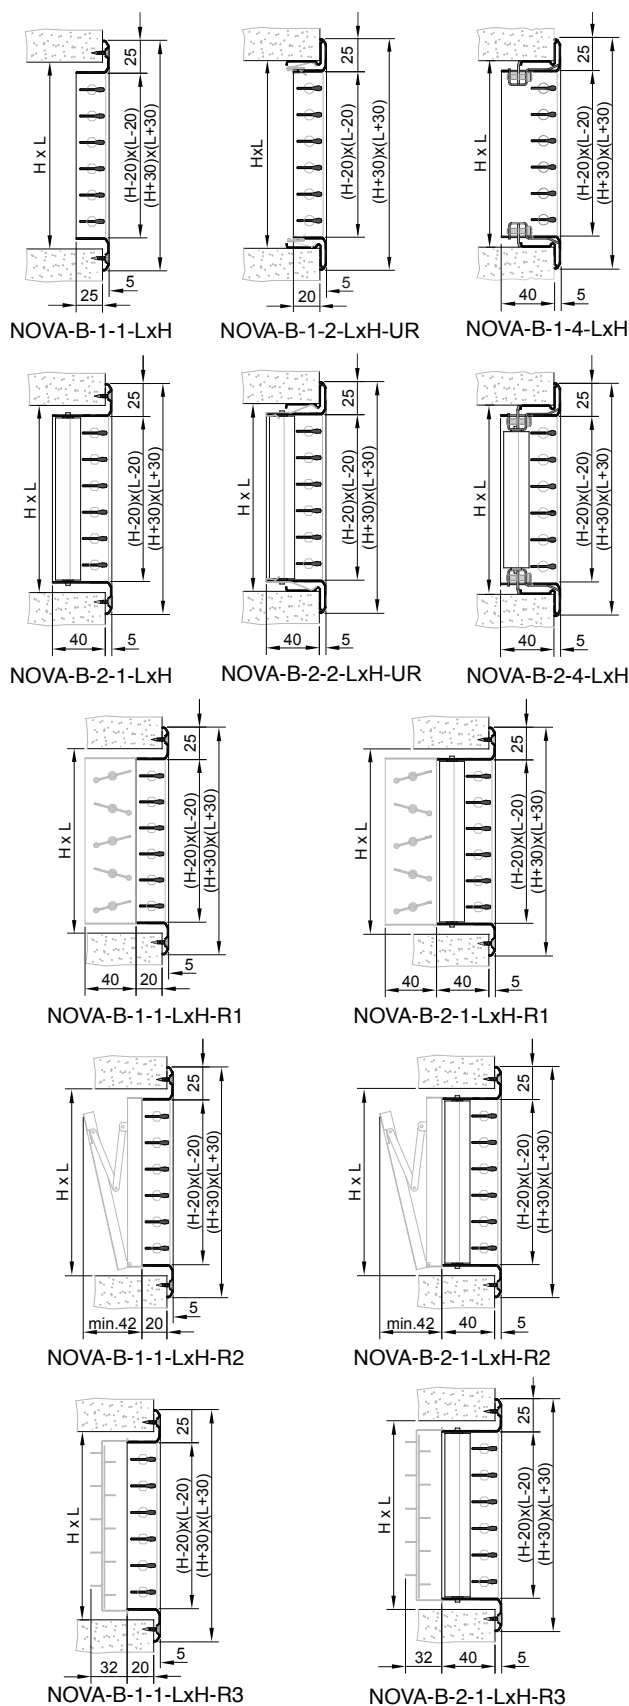 25
H x L
(H-20)x(L-20)
(H+30)x(L+30)
25
5
NOVA-B-1-1-LxH
25
HxL
(H-20)x(L-20)
(H+30)x(L+30)
20
5
NOVA-B-1-2-LxH-UR
25
H x L
(H-20)x(L-20)
(H+30)x(L+30)
40
5
NOVA-B-1-4-LxH
25
H x L
(H-20)x(L-20)
(H+30)x(L+30)
40
5
NOVA-B-2-1-LxH
25
H x L
(H-20)x(L-20)
(H+30)x(L+30)
40
5
NOVA-B-2-2-LxH-UR
25
H x L
(H-20)x(L-20)
(H+30)x(L+30)
40
5
NOVA-B-2-4-LxH
25
H x L
(H-20)x(L-20)
(H+30)x(L+30)
40
20
5
NOVA-B-1-1-LxH-R1
25
H x L
(H-20)x(L-20)
(H+30)x(L+30)
40
40
5
NOVA-B-2-1-LxH-R1
25
H x L
(H-20)x(L-20)
(H+30)x(L+30)
min.42
20
5
NOVA-B-1-1-LxH-R2
25
H x L
(H-20)x(L-20)
(H+30)x(L+30)
min.42
40
5
NOVA-B-2-1-LxH-R2
25
H x L
(H-20)x(L-20)
(H+30)x(L+30)
32
20
5
NOVA-B-1-1-LxH-R3
25
H x L
(H-20)x(L-20)
(H+30)x(L+30)
32
40
5
NOVA-B-2-1-LxH-R3